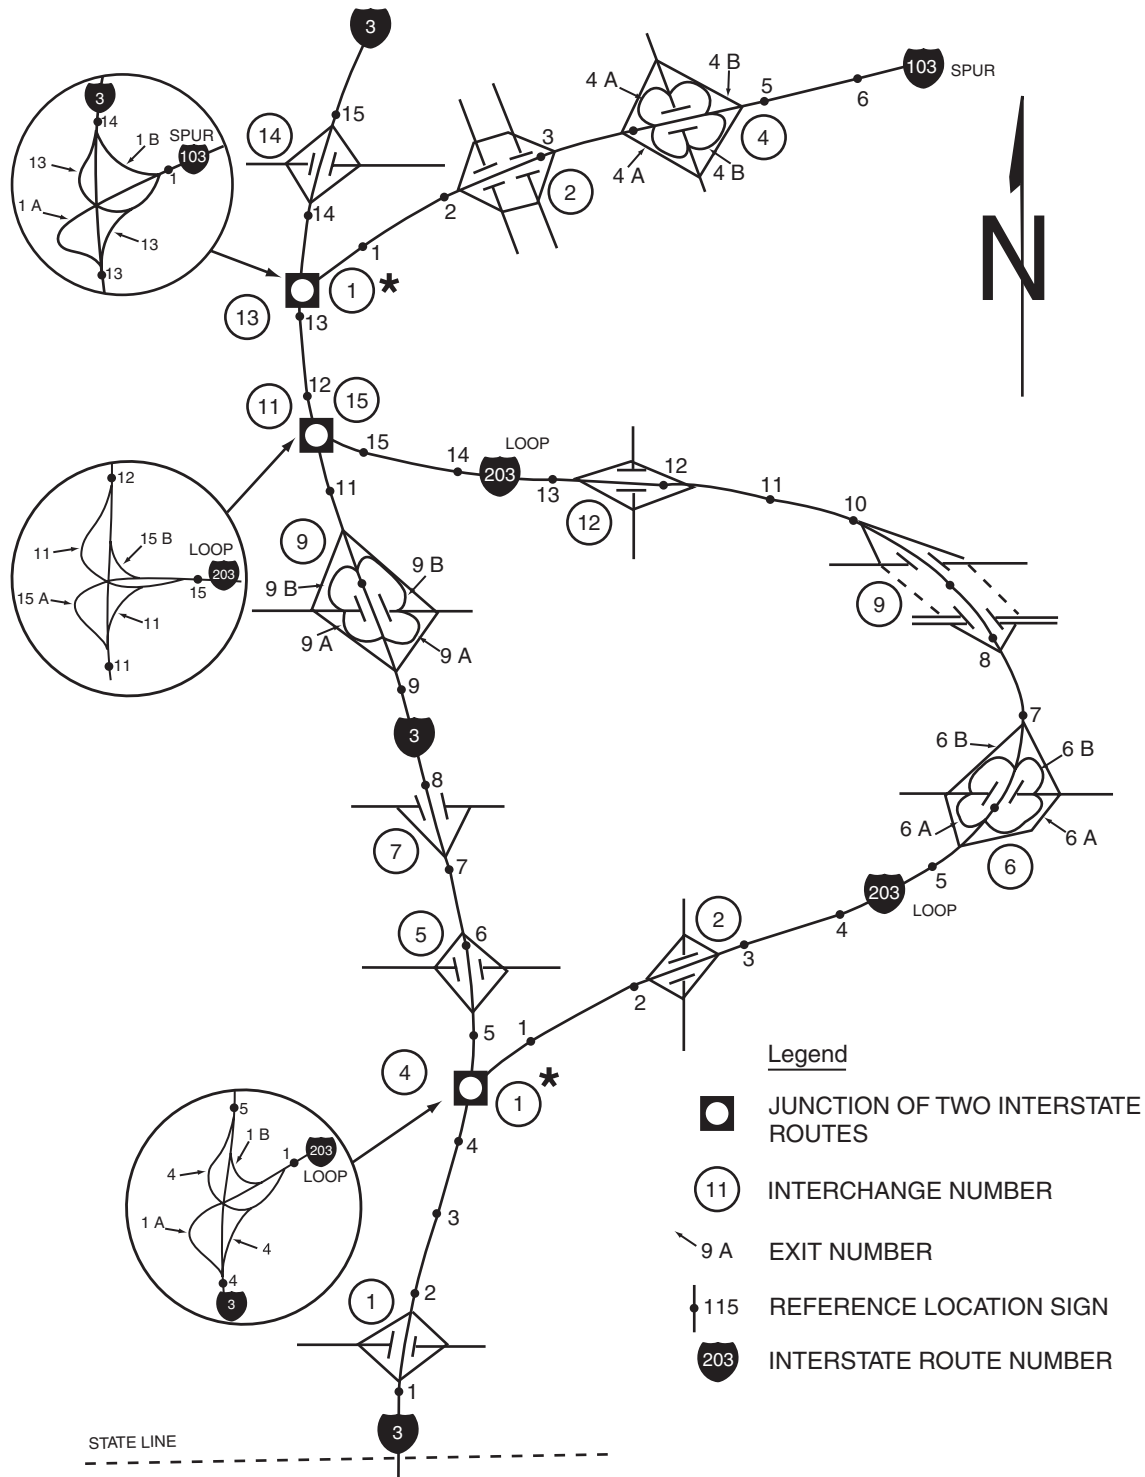 3
103
SPUR
4 B
4 A
5
6
3
14
1 B
SPUR
103
13
1
1 A
13
13
15
14
3
4
4 A
4 B
2
2
14
1
N
1
*
13
13
12
11
15
15
14
LOOP
203
13
12
12
11
10
11
12
11
15 B
LOOP
203
15
15 A
11
11
9
9 B
9 B
9 A
9 A
9
9
8
7
3
8
6 B
6 B
6 A
6 A
6
7
7
5
203
LOOP
4
5
6
2
3
2
5
1
4
1
*
4
5
1 B
1
203
LOOP
4
1 A
4
4
3
3
1
2
1
3
STATE LINE
Legend
JUNCTION OF TWO INTERSTATE
ROUTES
11
INTERCHANGE NUMBER
9 A
EXIT NUMBER
115
REFERENCE LOCATION SIGN
203
INTERSTATE ROUTE NUMBER